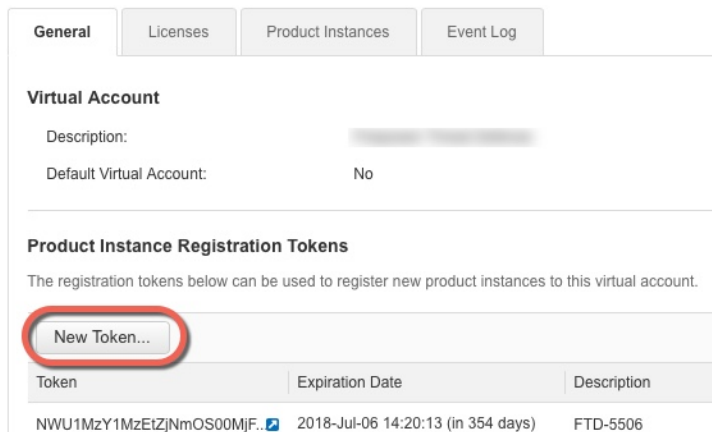 General Licenses Product Instances Event Log
Virtual Account
Description:
Default Virtual Account: No
Product Instance Registration Tokens
The registration tokens below can be used to register new product instances to this virtual account.
New Token...
Token Expiration Date Description
NWU1MzY1MzEtZjNmOS00MjF.. 2018-Jul-06 14:20:13 (in 354 days) FTD-5506